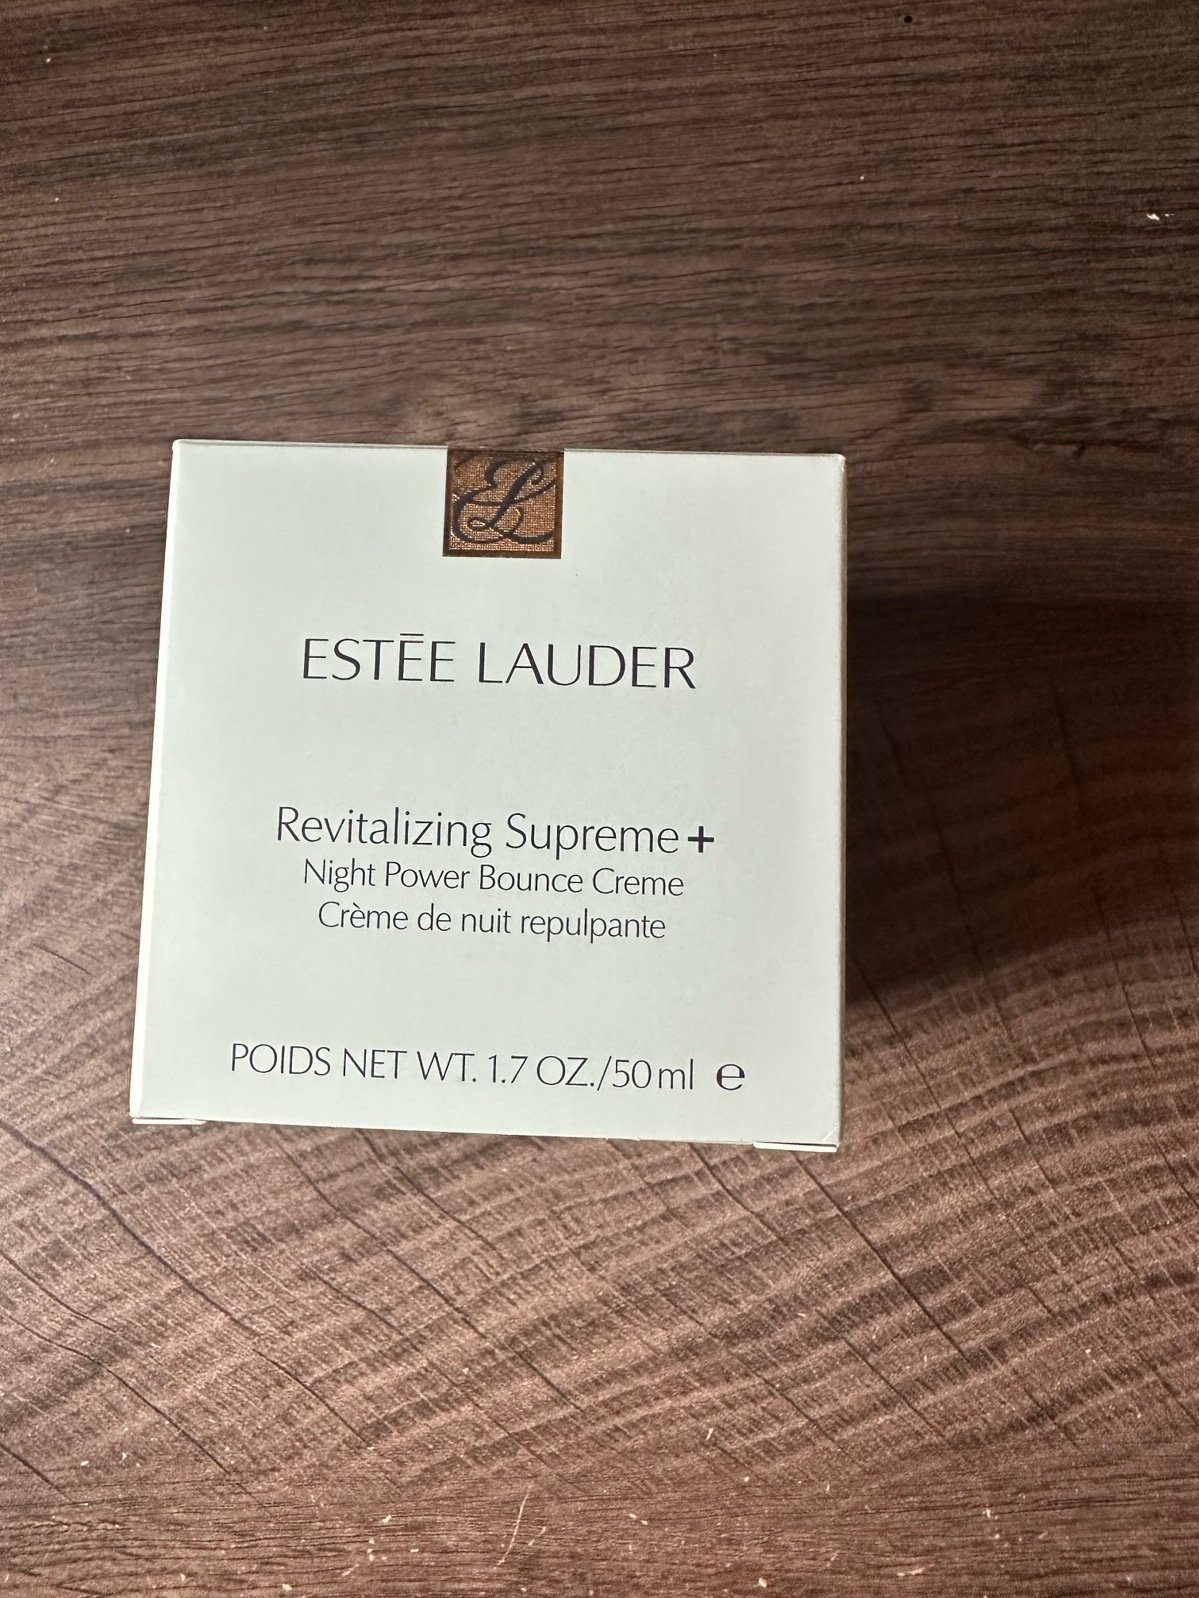 EL
ESTĒE LAUDER
Revitalizing Supreme+
Night Power Bounce Creme
Crème de nuit repulpante
POIDS NET WT. 1.7 OZ./50 ml ℮